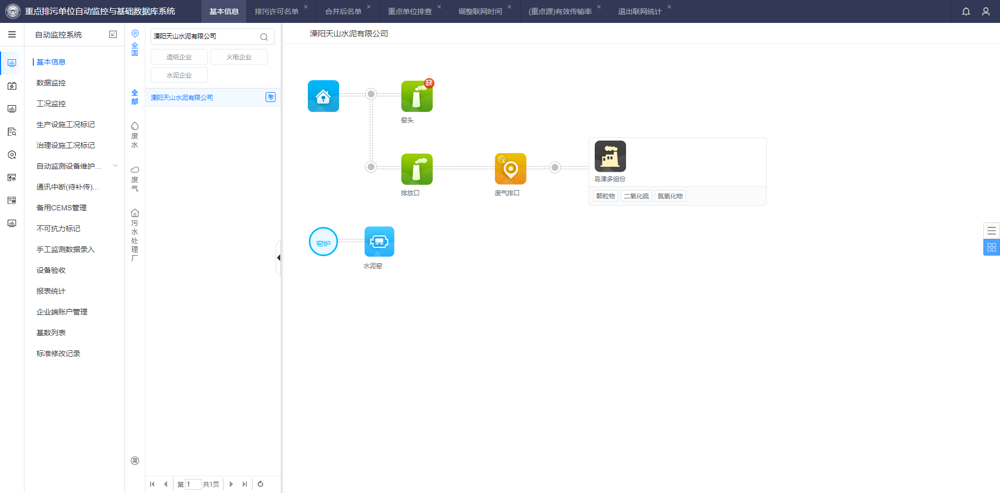 重点排污单位自动监控与基础数据库系统
基本信息
排污许可名单
合并后名单
重点单位排查
调整联网时间
(重点源)有效传输率
退出联网统计
自动监控系统
基本信息
数据监控
工况监控
生产设施工况标记
治理设施工况标记
自动监测设备维护...
通讯中断(待补传)...
备用CEMS管理
不可抗力标记
手工监测数据录入
设备验收
报表统计
企业端账户管理
基数列表
标准修改记录
全国
全部
废水
废气
污水处理厂
简
溧阳天山水泥有限公司
造纸企业
火电企业
水泥企业
溧阳天山水泥有限公司
考
第 1 共1页
溧阳天山水泥有限公司
缺
窑头
排放口
气
废气排口
岛津多组份
颗粒物
二氧化硫
氮氧化物
窑炉
水泥窑